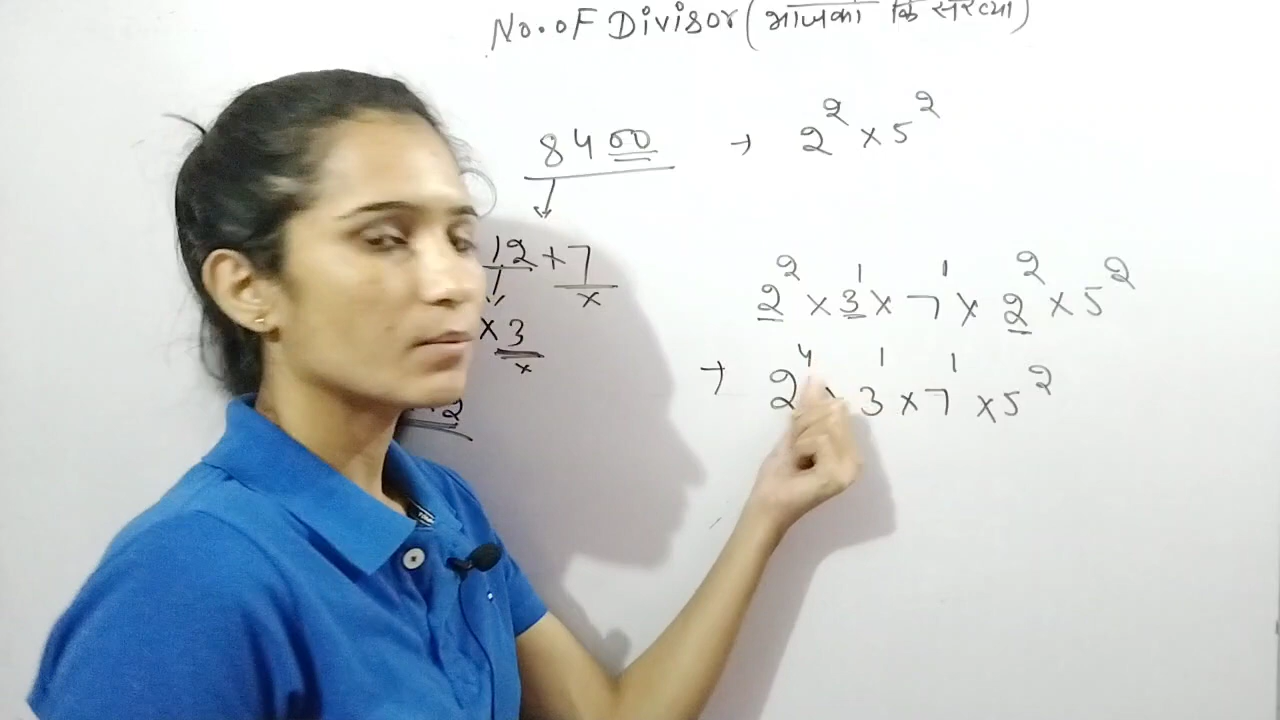 No. of Divisor (भाजका कि संख्या)
8400 → 2² × 5²
12 × 7
x
2² × 3¹ × 7¹ × 2² × 5²
× 3
x
→ 2⁴ × 3¹ × 7¹ × 5²
2